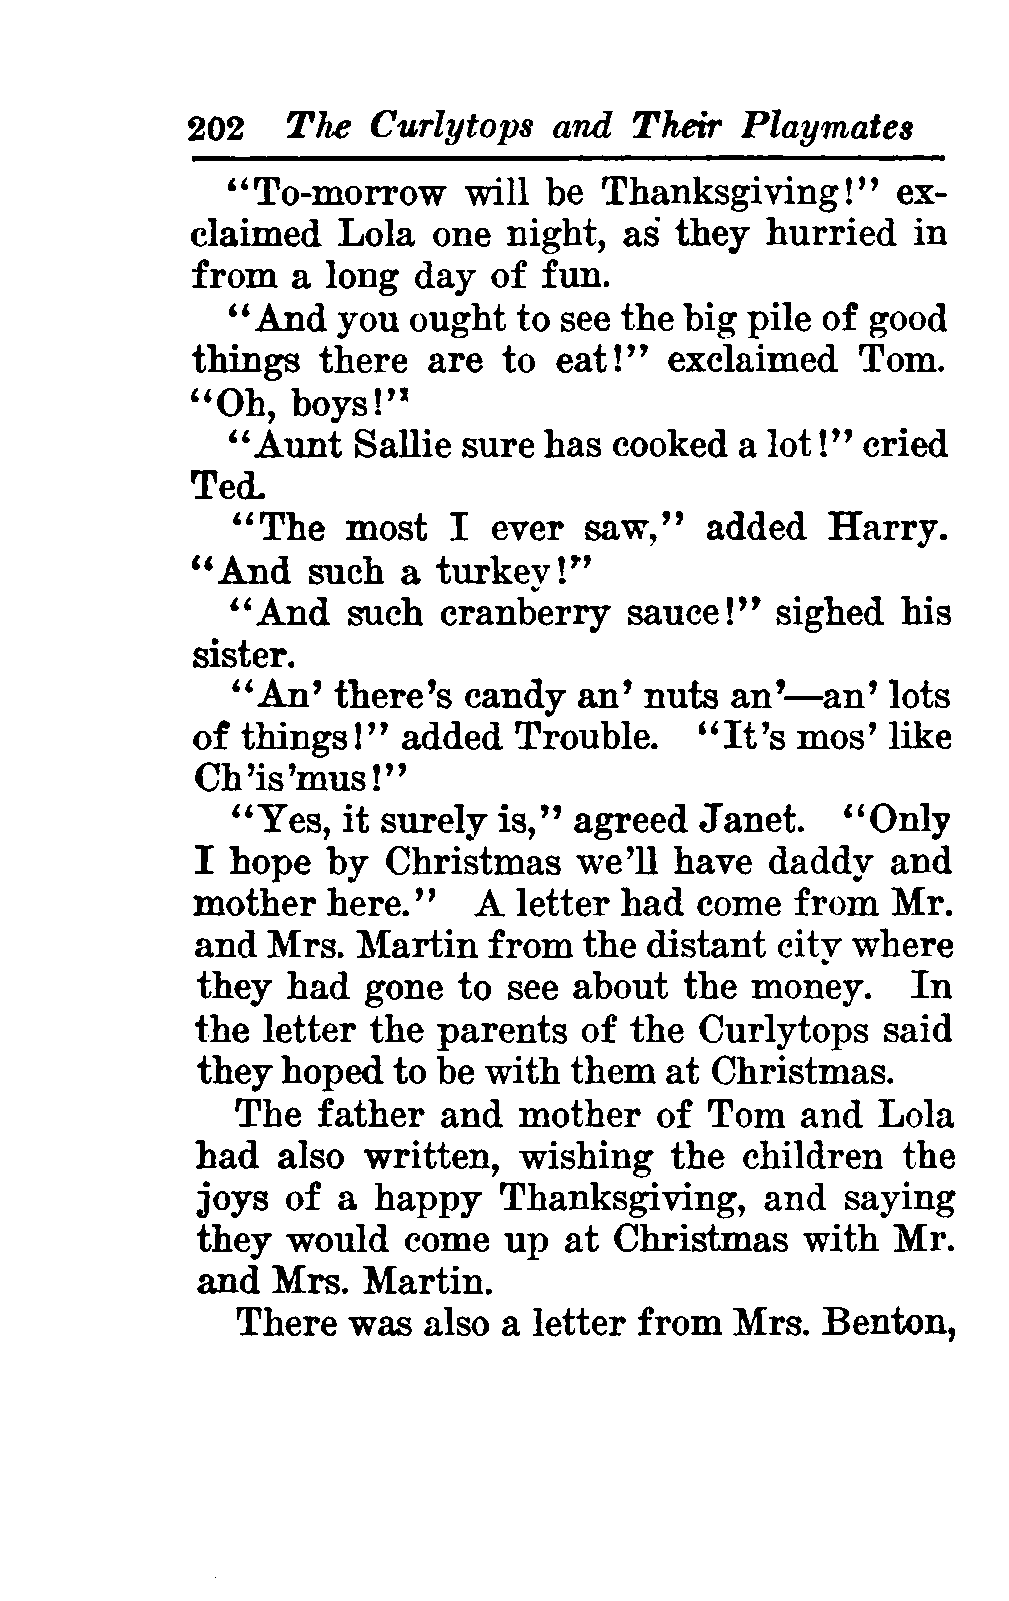 202 The Curlytops and Their Playmates
“To-morrow will be Thanksgiving!” ex-
claimed Lola one night, as they hurried in
from a long day of fun.
“And you ought to see the big pile of good
things there are to eat!” exclaimed Tom.
“Oh, boys!”
“Aunt Sallie sure has cooked a lot!” cried
Ted.
“The most I ever saw,” added Harry.
“And such a turkey!”
“And such cranberry sauce!” sighed his
sister.
“An’ there’s candy an’ nuts an’—an’ lots
of things!” added Trouble. “It’s mos’ like
Ch’is’mus!”
“Yes, it surely is,” agreed Janet. “Only
I hope by Christmas we’ll have daddy and
mother here.” A letter had come from Mr.
and Mrs. Martin from the distant city where
they had gone to see about the money. In
the letter the parents of the Curlytops said
they hoped to be with them at Christmas.
The father and mother of Tom and Lola
had also written, wishing the children the
joys of a happy Thanksgiving, and saying
they would come up at Christmas with Mr.
and Mrs. Martin.
There was also a letter from Mrs. Benton,